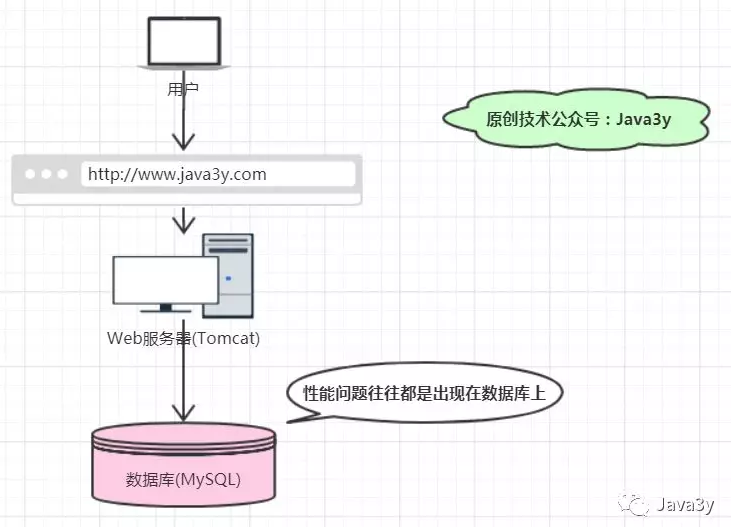 用户
原创技术公众号：Java3y
http://www.java3y.com
Web服务器(Tomcat)
性能问题往往都是出现在数据库上
数据库(MySQL)
Java3y